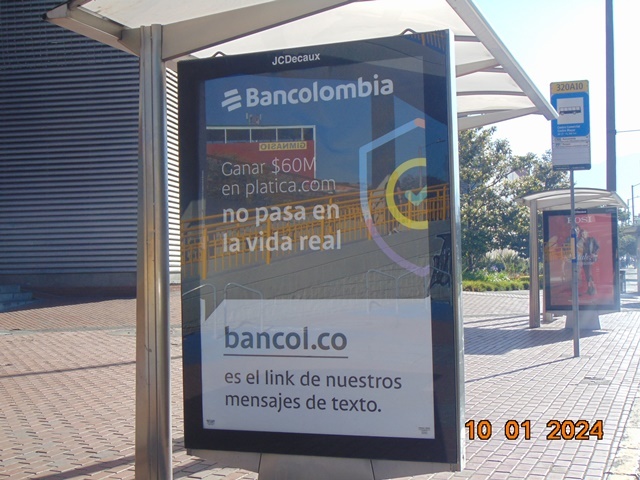 JCDecaux
Bancolombia
GIMNASIO
Ganar $60M
en platica.com
no pasa en
la vida real
bancol.co
es el link de nuestros
mensajes de texto.
320A10
10 01 2024